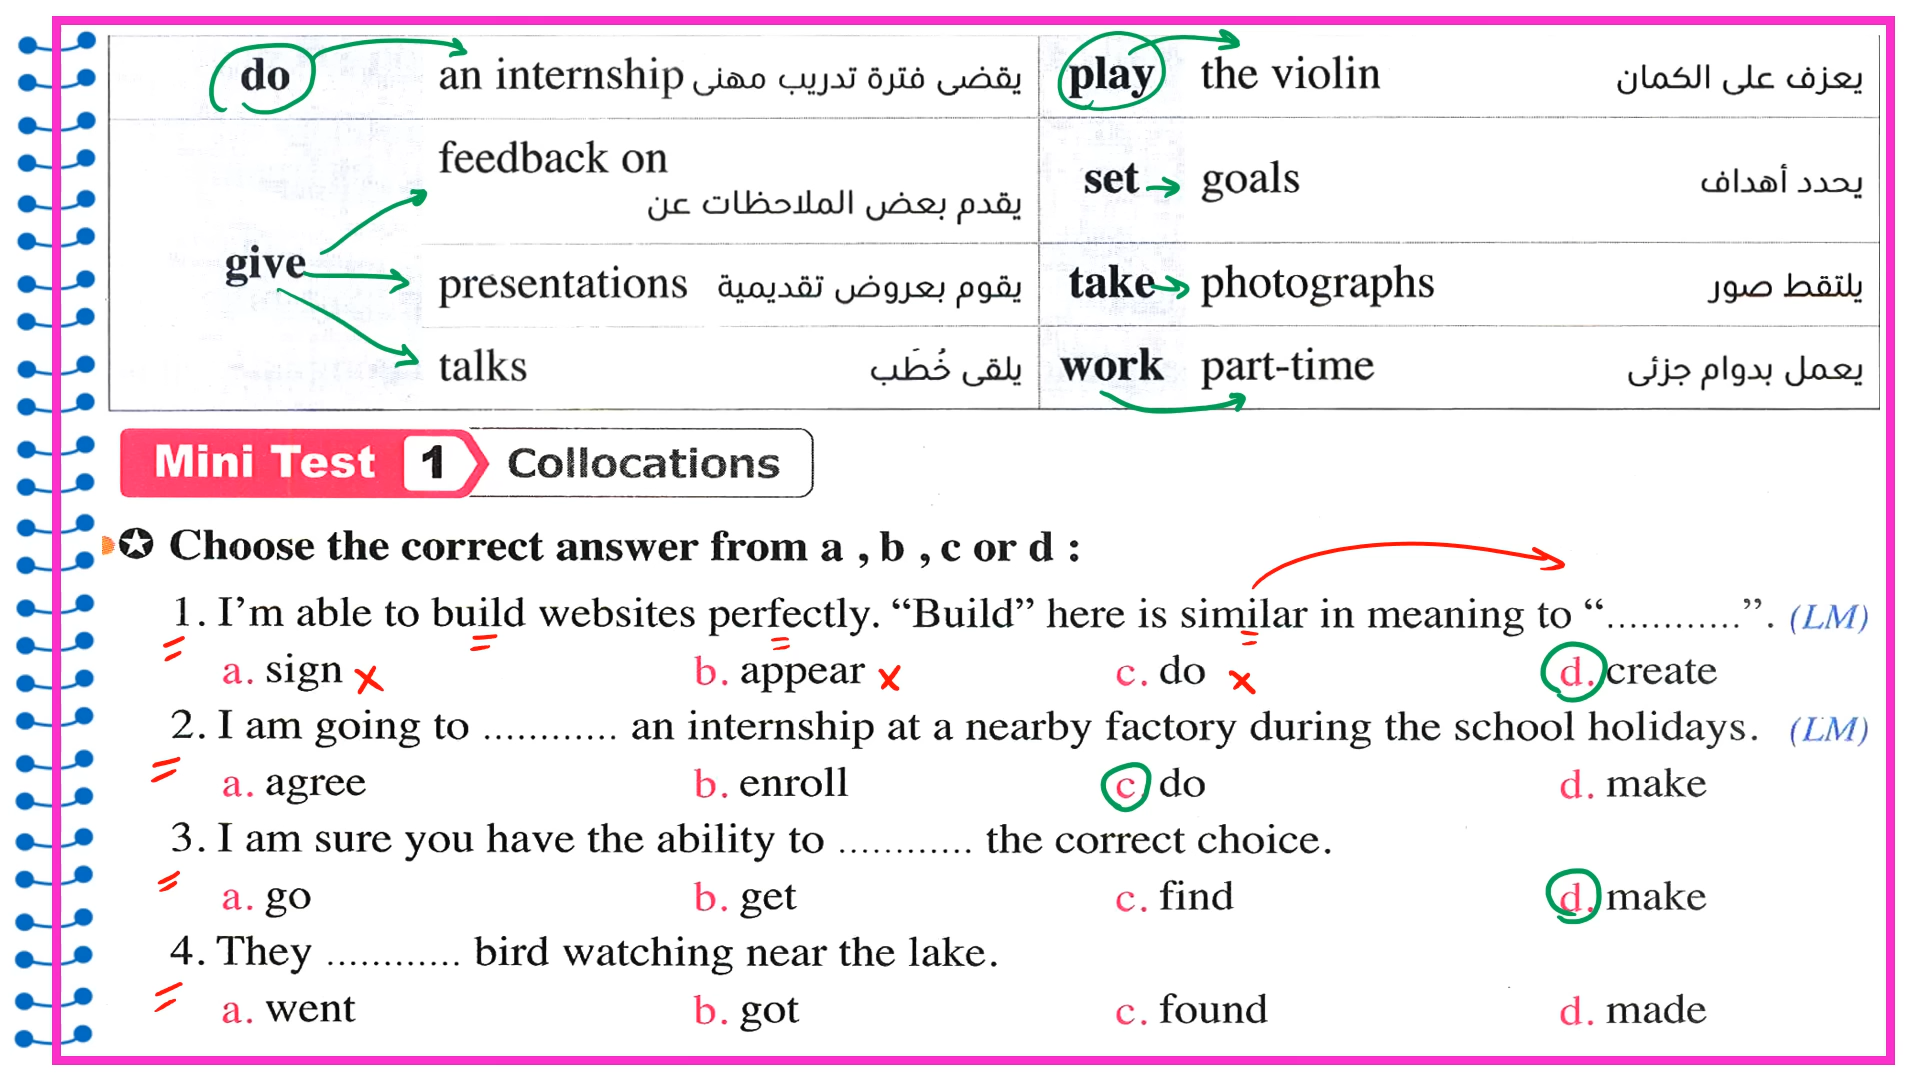 do an internship يقضى فترة تدريب مهنى
play the violin يعزف على الكمان
give feedback on
يقدم بعض الملاحظات عن
set goals يحدد أهداف
presentations يقوم بعروض تقديمية
take photographs يلتقط صور
talks يلقى خُطَب
work part-time يعمل بدوام جزئى
Mini Test 1 Collocations
Choose the correct answer from a , b , c or d :
1. I'm able to build websites perfectly. “Build” here is similar in meaning to “............”. (LM)
a. sign b. appear c. do d. create
2. I am going to ............ an internship at a nearby factory during the school holidays. (LM)
a. agree b. enroll c. do d. make
3. I am sure you have the ability to ............ the correct choice.
a. go b. get c. find d. make
4. They ............ bird watching near the lake.
a. went b. got c. found d. made